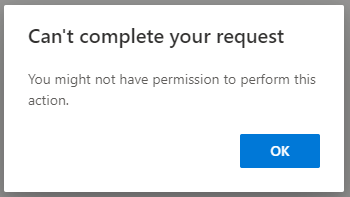 Can't complete your request
You might not have permission to perform this
action.
OK